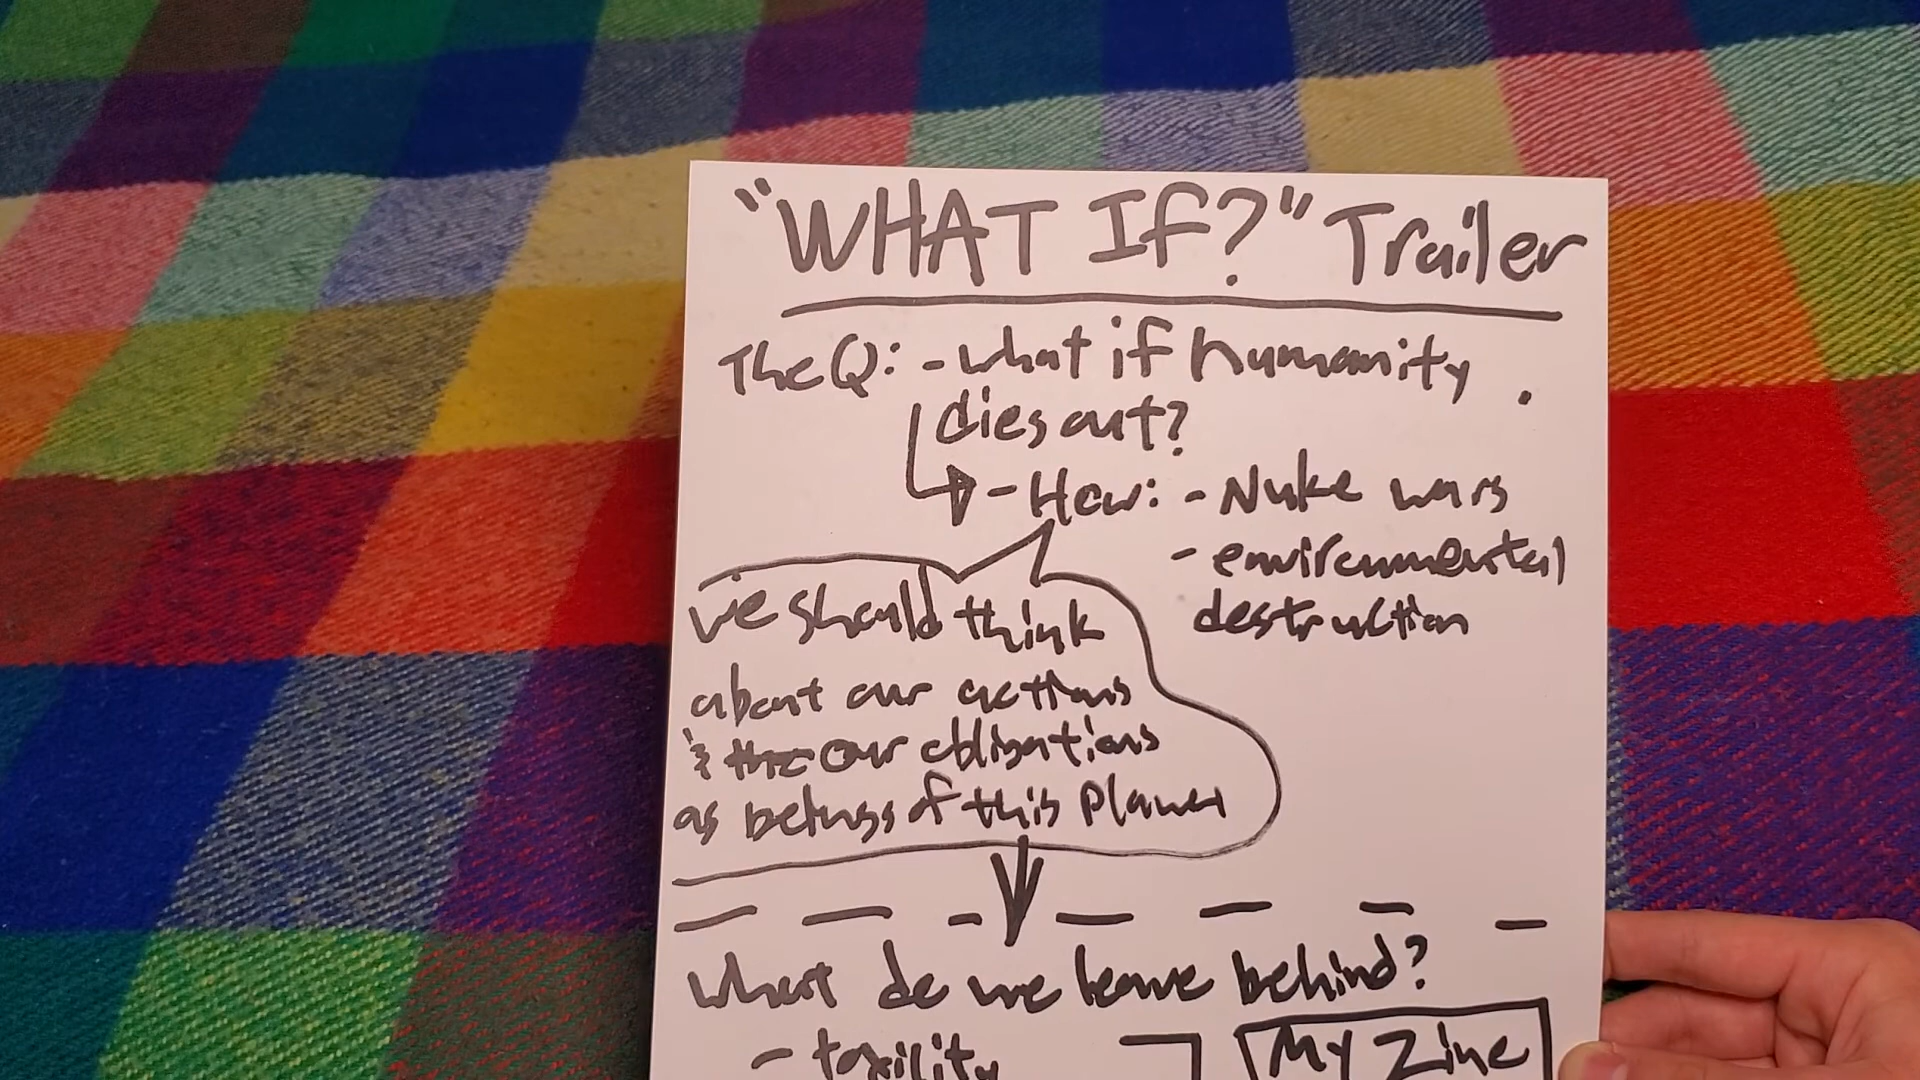 "WHAT If?" Trailer
The Q: - what if humanity
dies out?
- How: - Nuke wars
- environmental
destruction
we should think
about our actions
& the our obligations
as beings of this Planet
What do we leave behind?
- toxility
My Zine